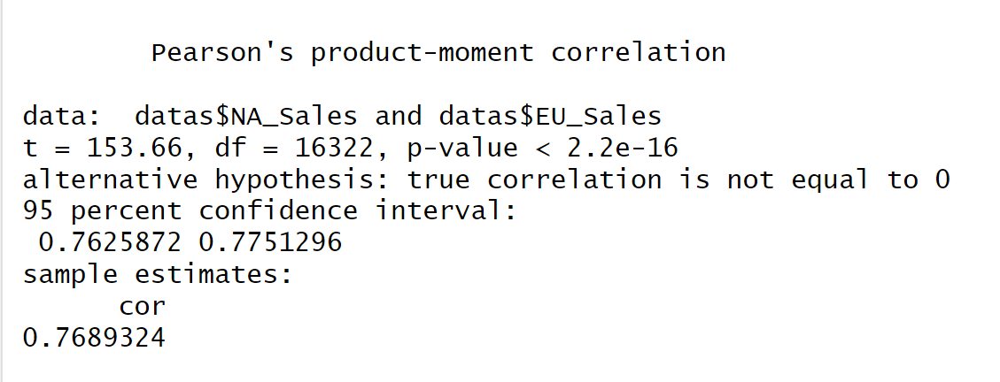 Pearson's product-moment correlation
data:  datas$NA_Sales and datas$EU_Sales
t = 153.66, df = 16322, p-value < 2.2e-16
alternative hypothesis: true correlation is not equal to 0
95 percent confidence interval:
0.7625872 0.7751296
sample estimates:
cor
0.7689324